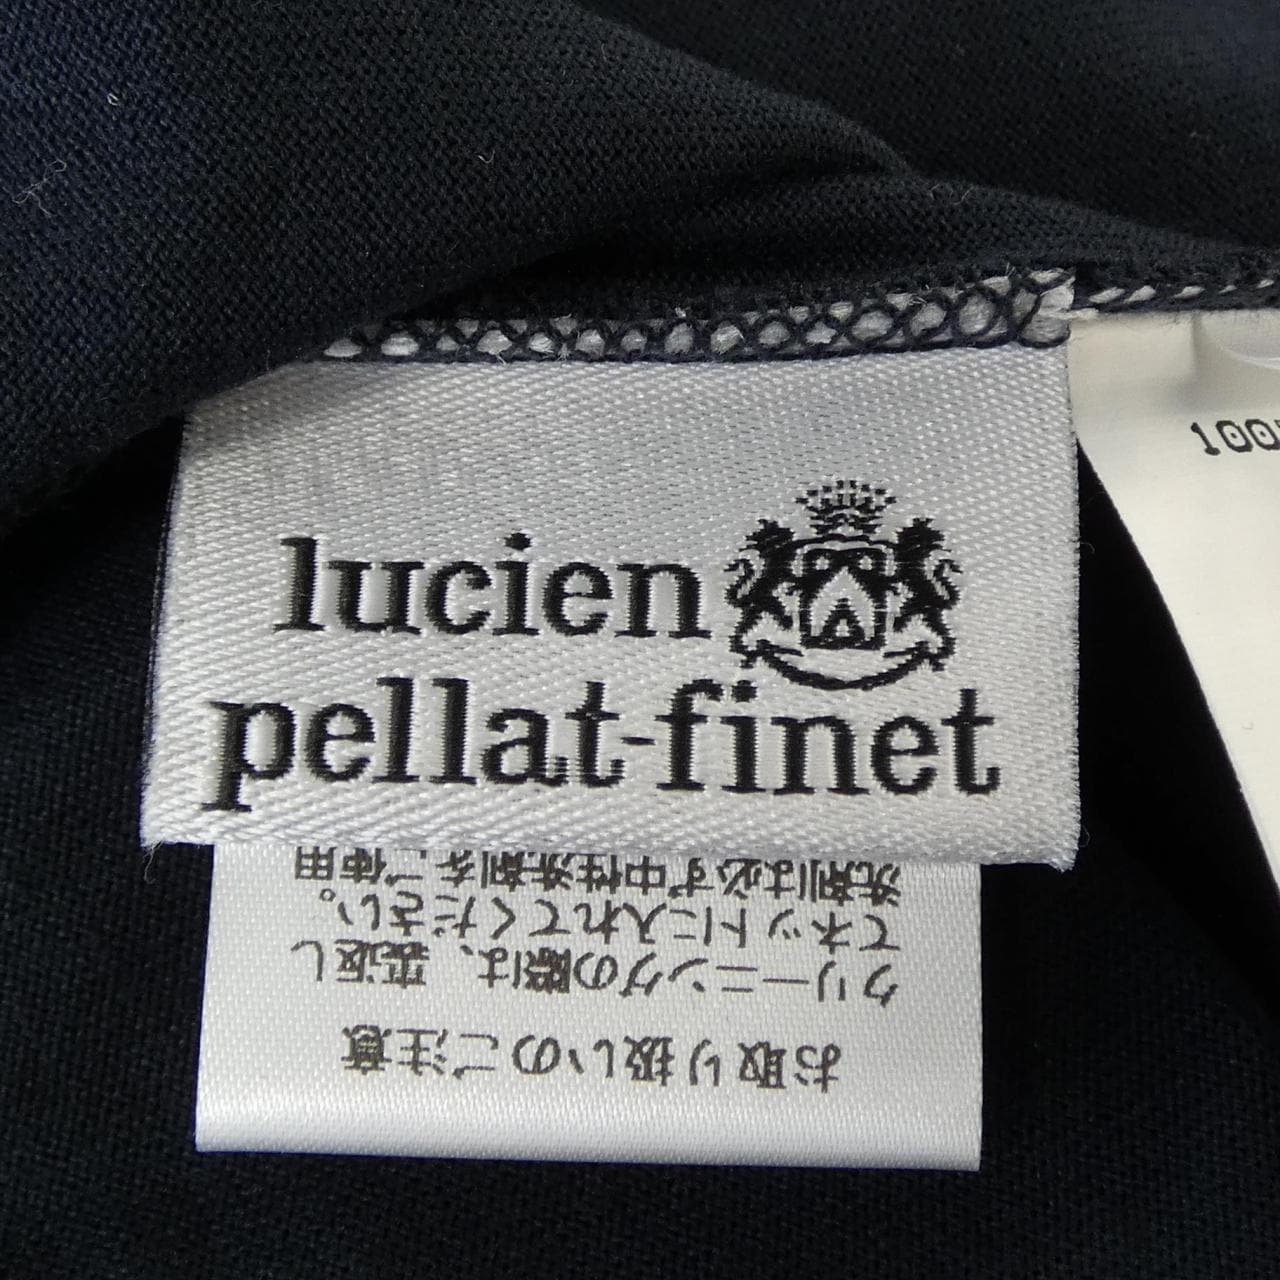 lucien
pellat-finet
100
お取り扱いのご注意
クリーニングの際は、裏返し
てネットに入れてください。
洗剤は必ず中性洗剤をご使用